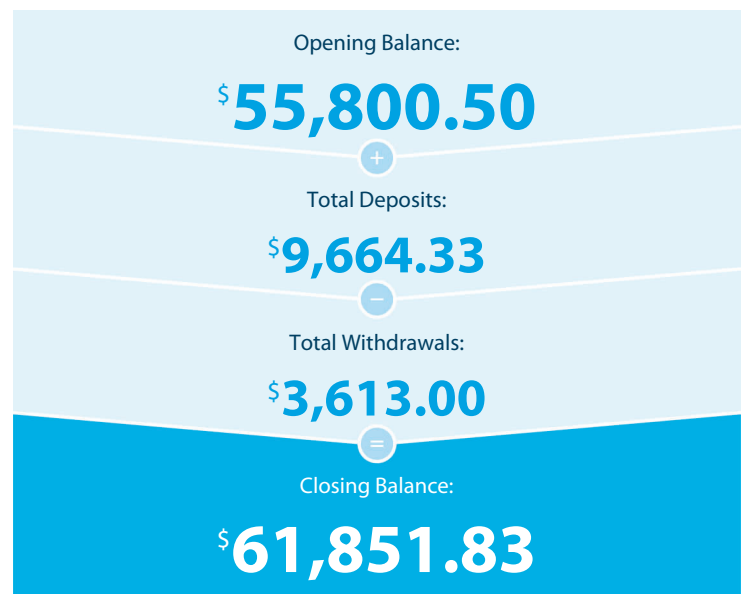 Opening Balance:
$55,800.50
+
Total Deposits:
$9,664.33
−
Total Withdrawals:
$3,613.00
=
Closing Balance:
$61,851.83